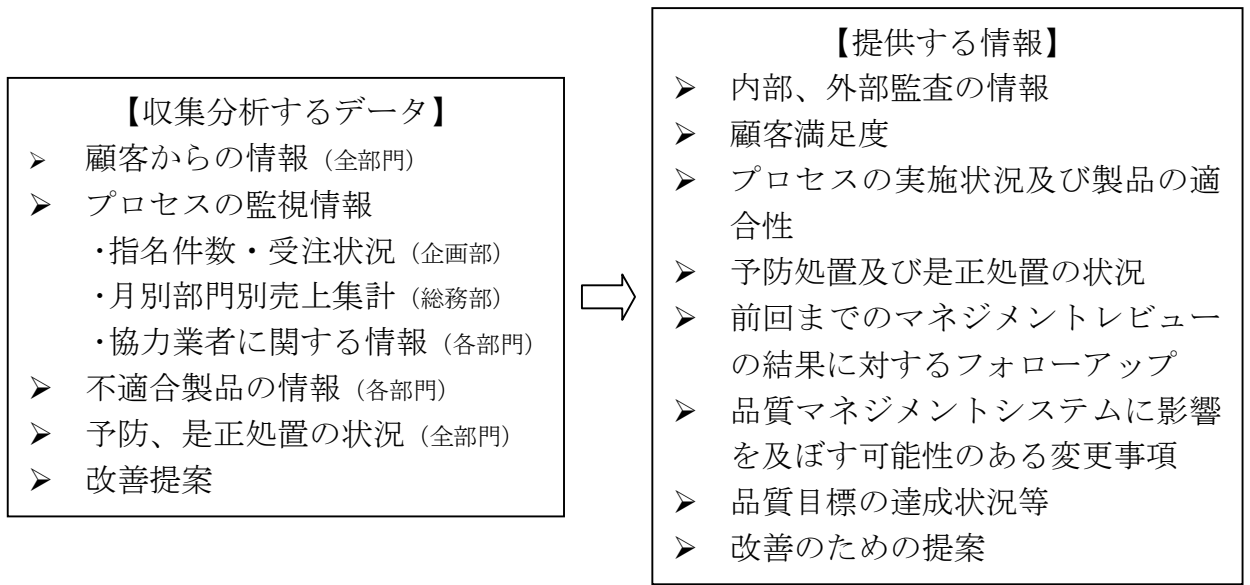 【収集分析するデータ】
➢ 顧客からの情報（全部門）
➢ プロセスの監視情報
・指名件数・受注状況（企画部）
・月別部門別売上集計（総務部）
・協力業者に関する情報（各部門）
➢ 不適合製品の情報（各部門）
➢ 予防、是正処置の状況（全部門）
➢ 改善提案
【提供する情報】
➢ 内部、外部監査の情報
➢ 顧客満足度
➢ プロセスの実施状況及び製品の適
合性
➢ 予防処置及び是正処置の状況
➢ 前回までのマネジメントレビュー
の結果に対するフォローアップ
➢ 品質マネジメントシステムに影響
を及ぼす可能性のある変更事項
➢ 品質目標の達成状況等
➢ 改善のための提案